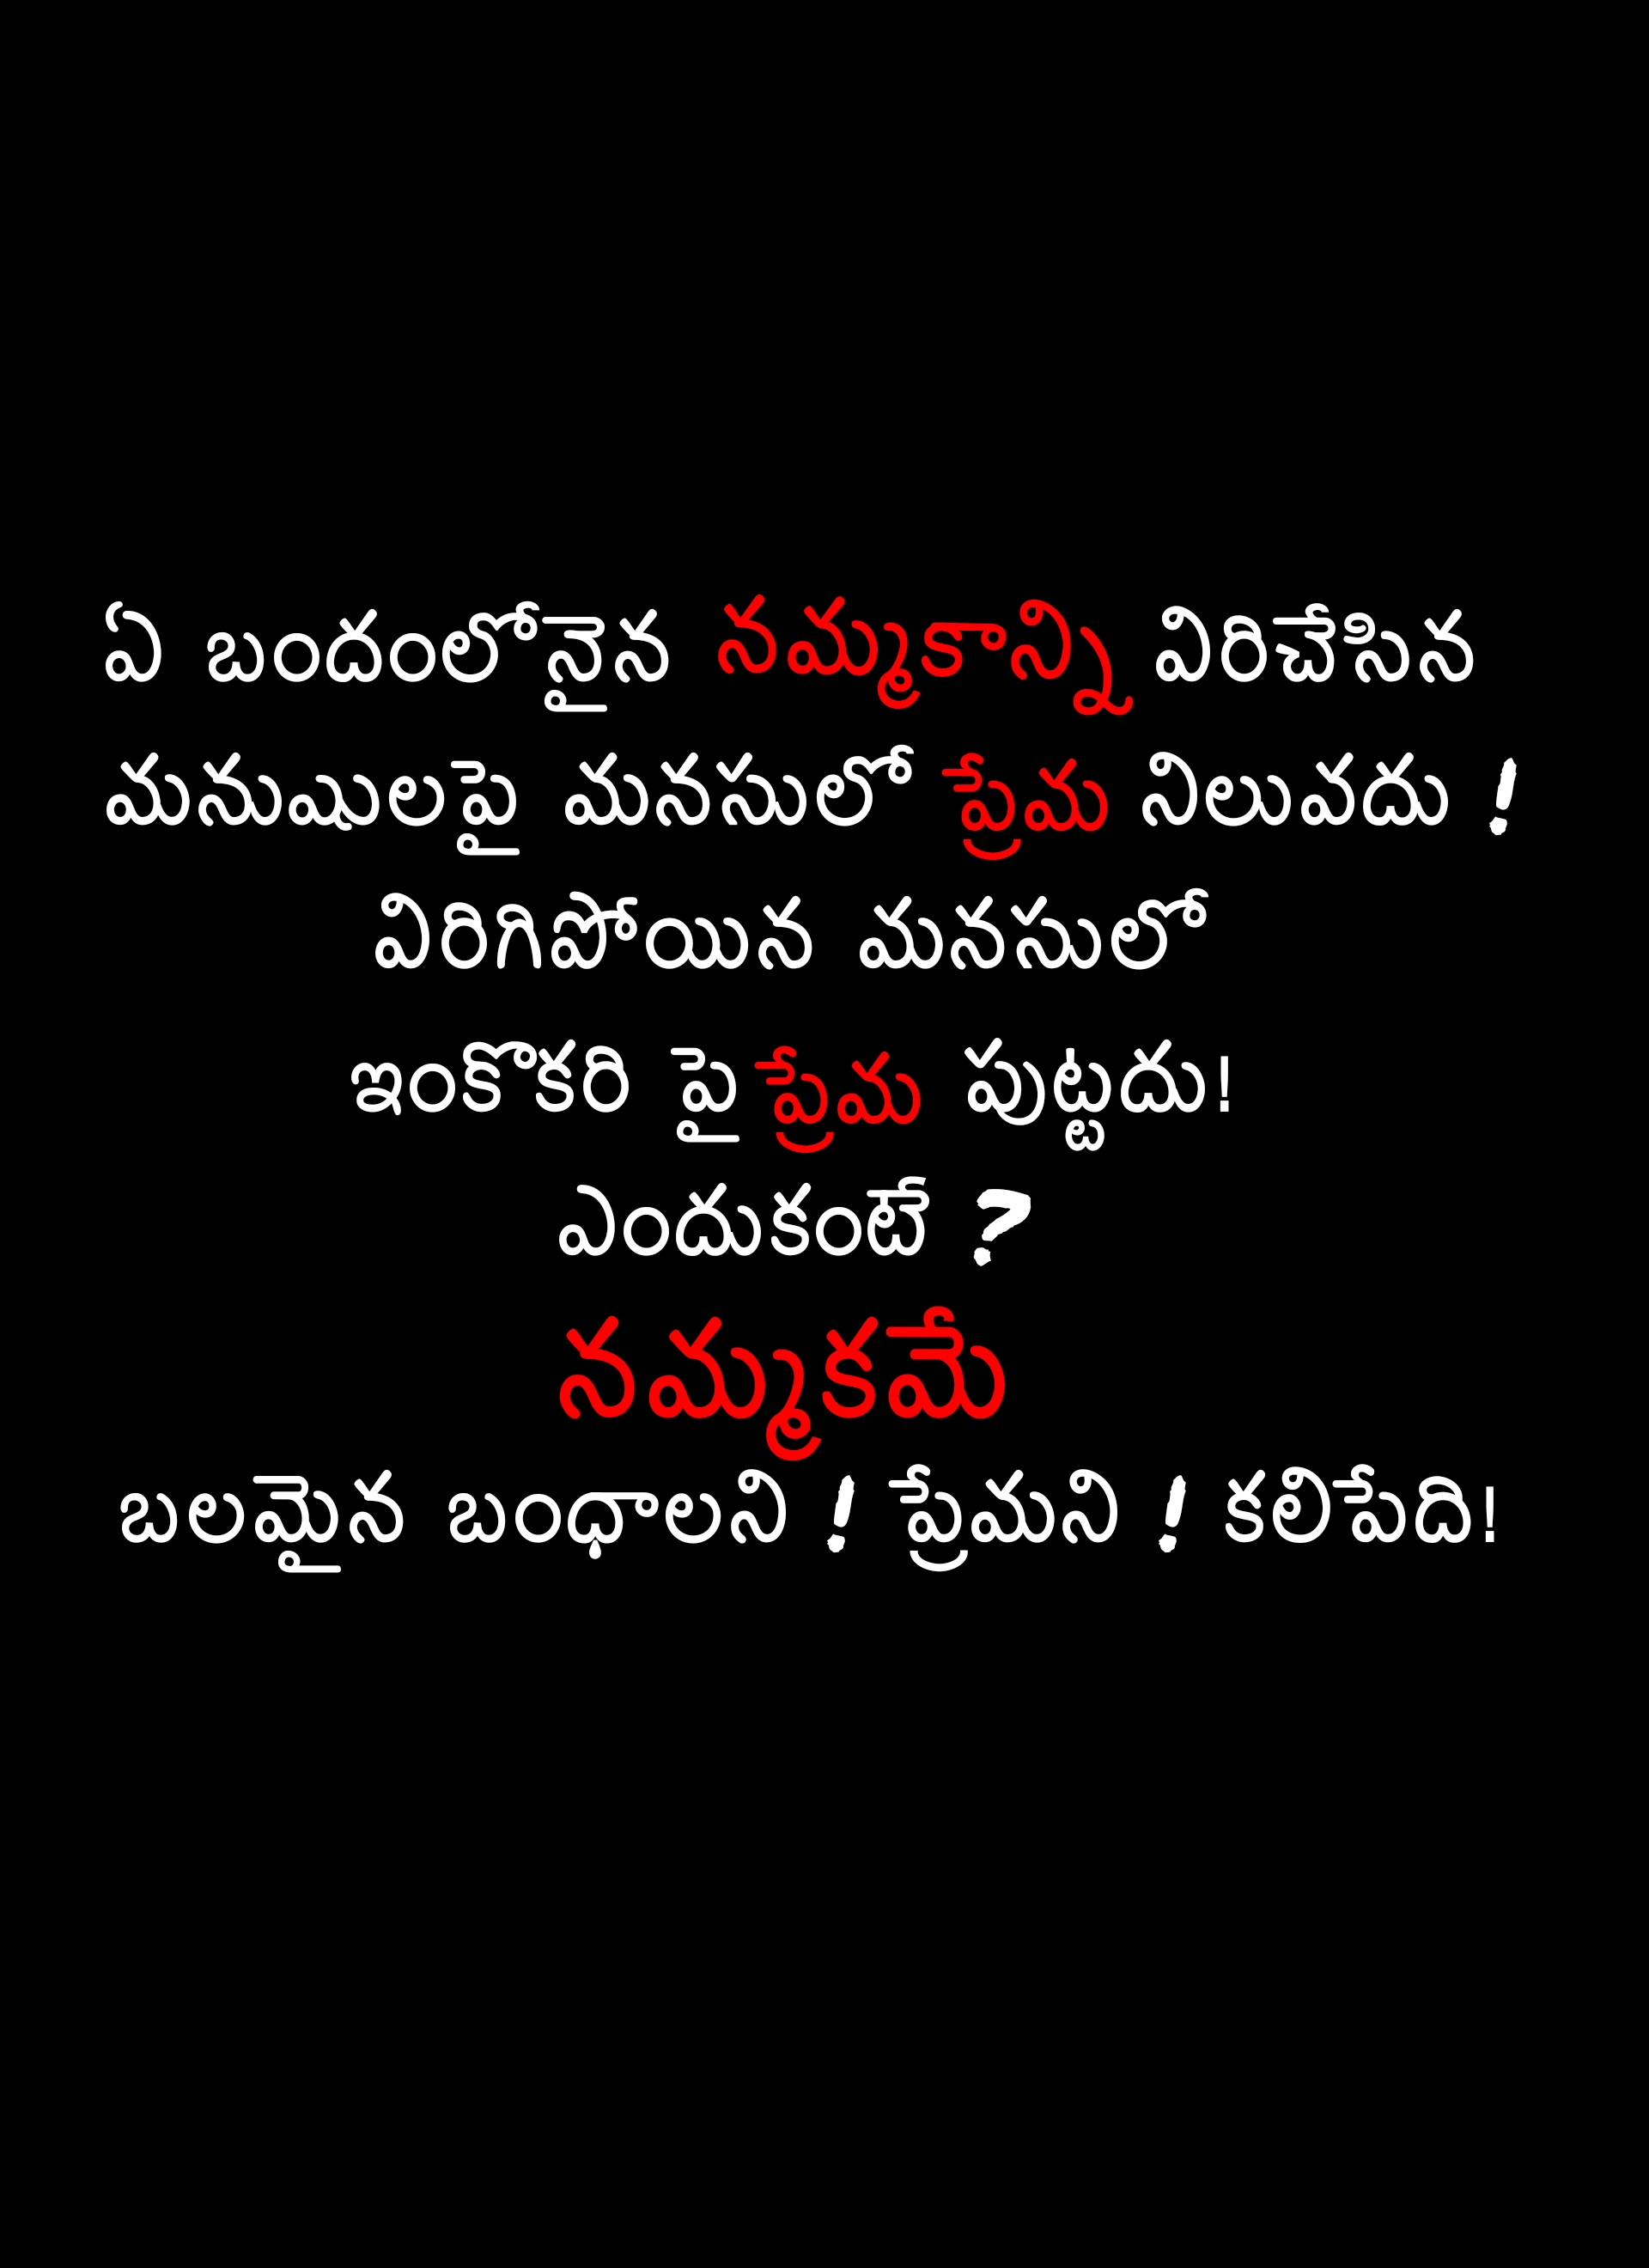 ఏ బందంలోనైన నమ్మకాన్ని విరిచేసిన
మనుషులపై మనసులో ప్రేమ నిలువదు !
విరిగిపోయిన మనసులో
ఇంకొకరి పై ప్రేమ పుట్టదు!
ఎందుకంటే ?
నమ్మకమే
బలమైన బంధాలని ! ప్రేమని ! కలిపేది!